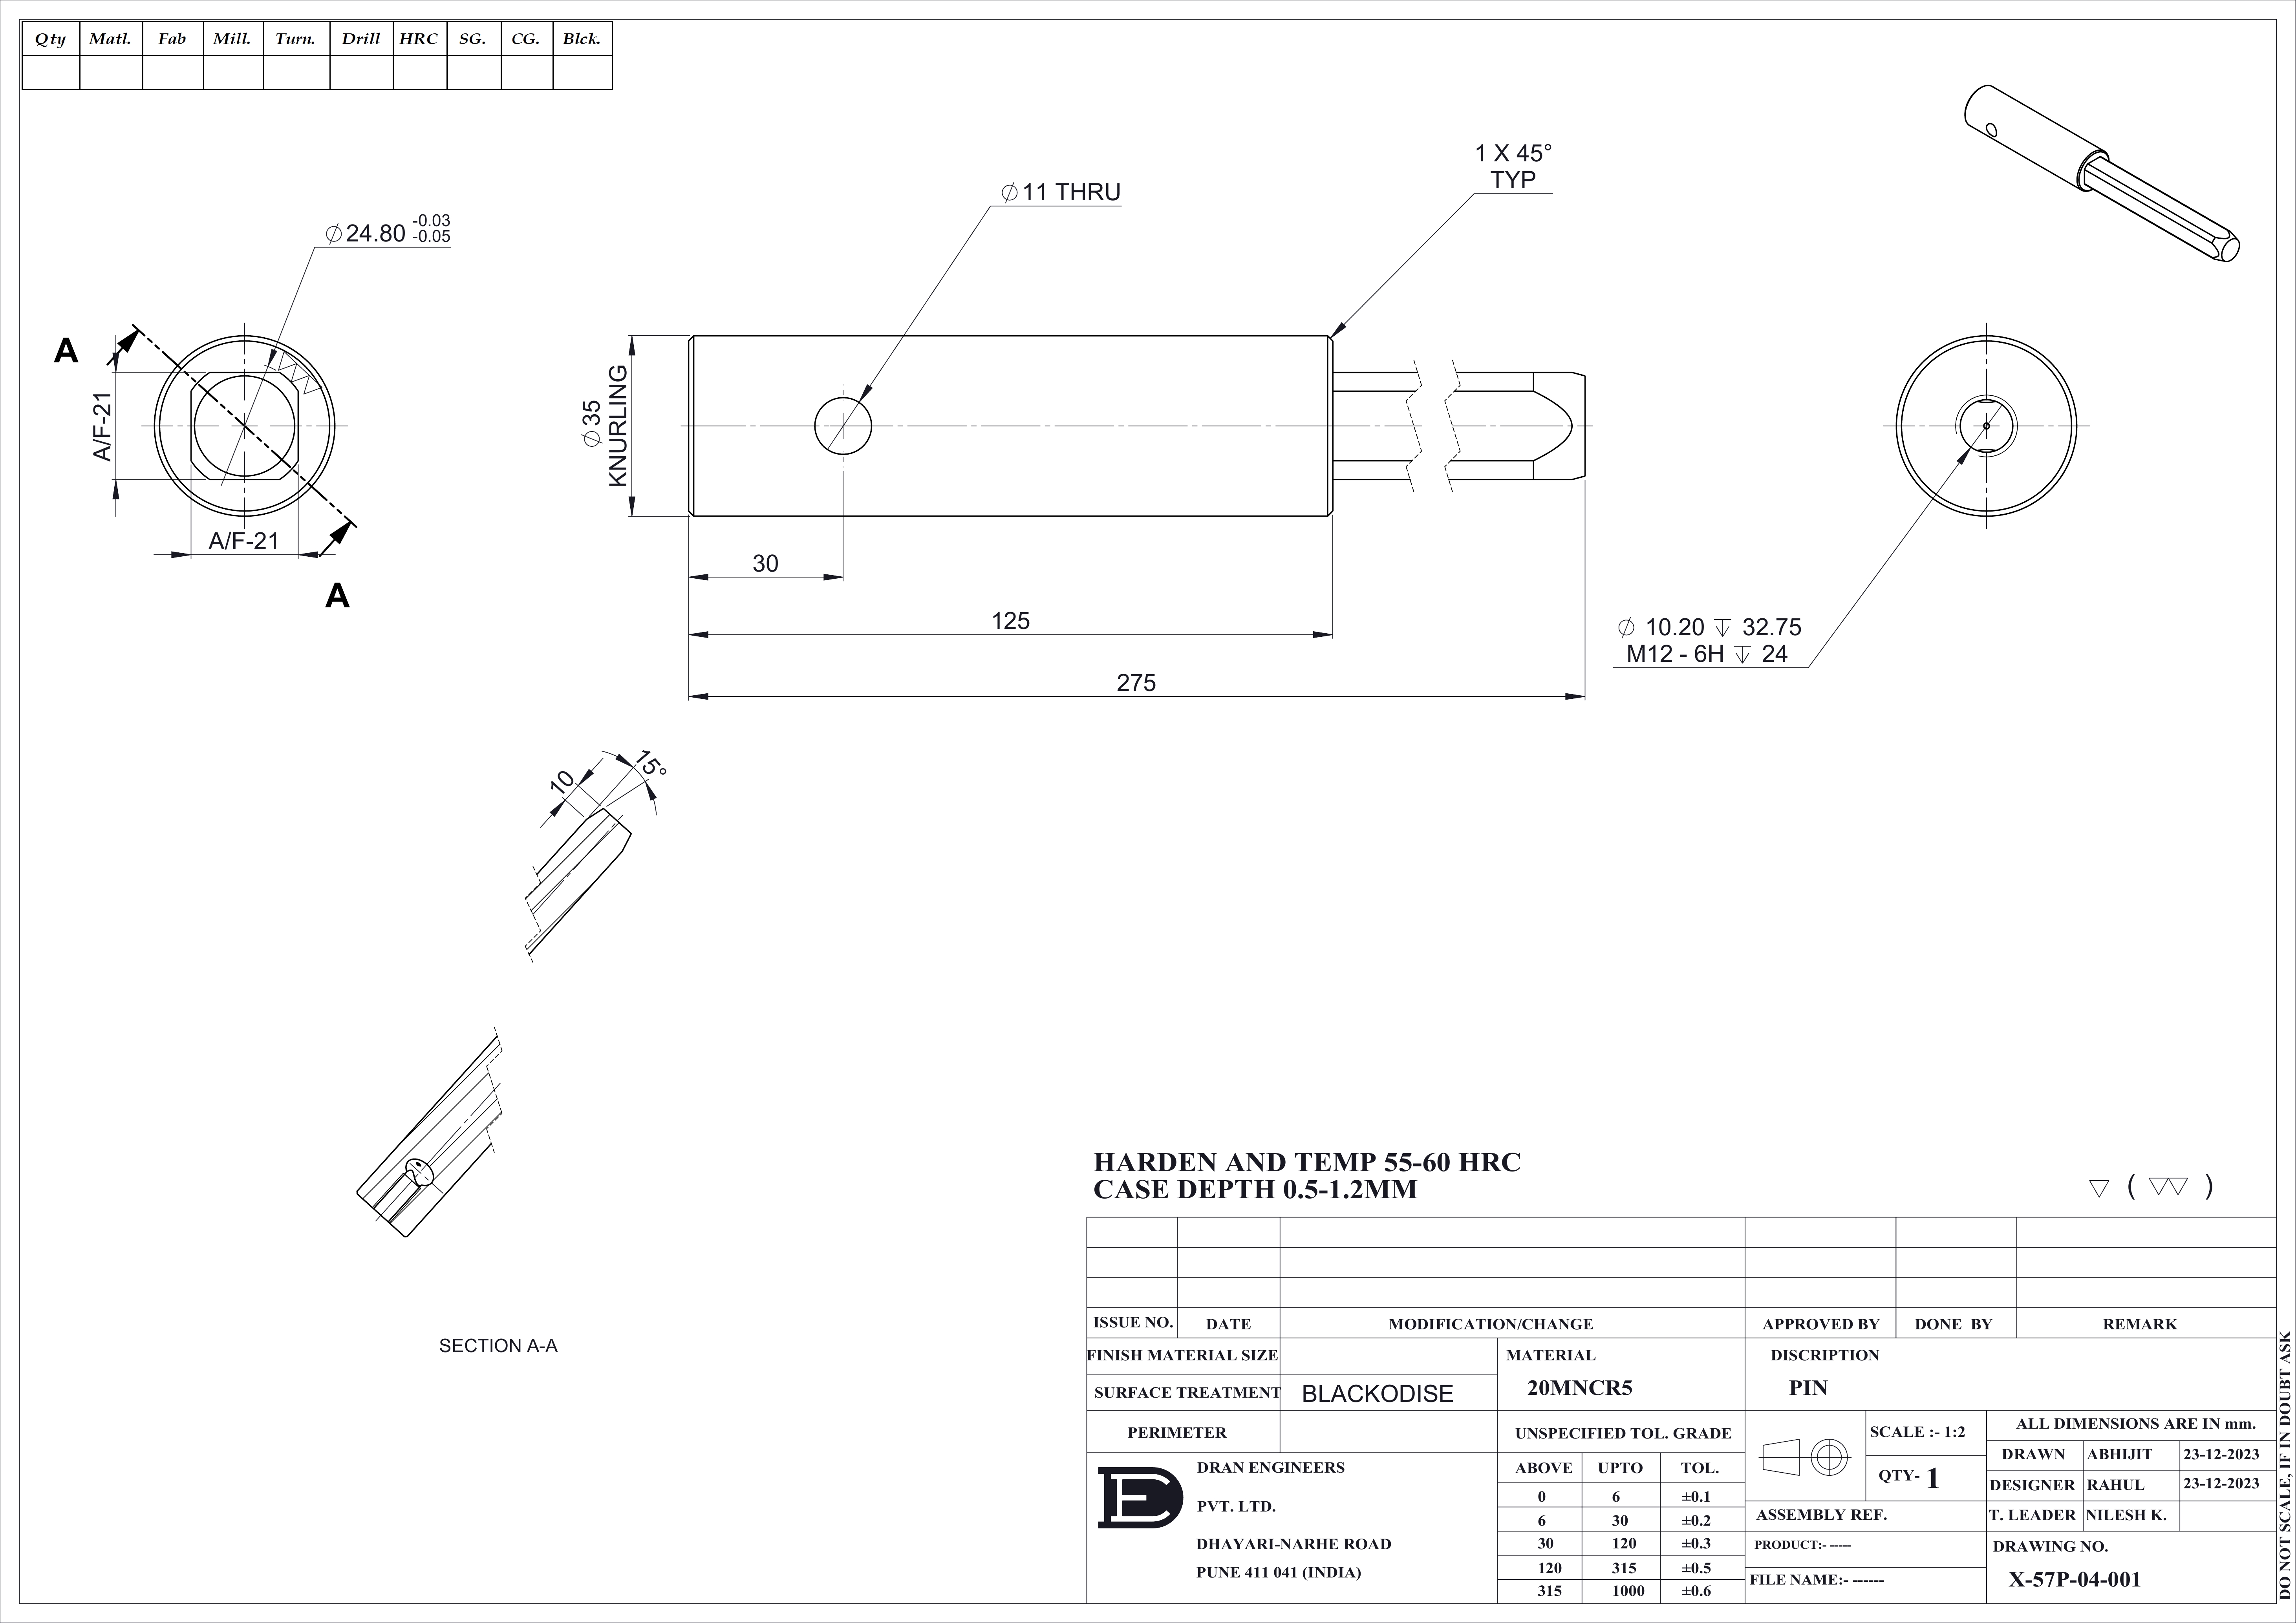 Qty Matl. Fab Mill. Turn. Drill HRC SG. CG. Blck.
1 X 45°
TYP
⌀11 THRU
⌀24.80 -0.03
-0.05
A
A/F-21
A/F-21
A
⌀35
KNURLING
30
125
275
⌀ 10.20 ↧ 32.75
M12 - 6H ↧ 24
10
15°
SECTION A-A
HARDEN AND TEMP 55-60 HRC
CASE DEPTH 0.5-1.2MM
( )
ISSUE NO. DATE MODIFICATION/CHANGE APPROVED BY DONE BY REMARK
FINISH MATERIAL SIZE
SURFACE TREATMENT BLACKODISE
PERIMETER
MATERIAL
20MNCR5
DISCRIPTION
PIN
UNSPECIFIED TOL. GRADE
ABOVE UPTO TOL.
0 6 ±0.1
6 30 ±0.2
30 120 ±0.3
120 315 ±0.5
315 1000 ±0.6
DE
DRAN ENGINEERS
PVT. LTD.
DHAYARI-NARHE ROAD
PUNE 411 041 (INDIA)
SCALE :- 1:2
QTY- 1
ALL DIMENSIONS ARE IN mm.
DRAWN ABHIJIT 23-12-2023
DESIGNER RAHUL 23-12-2023
T. LEADER NILESH K.
ASSEMBLY REF.
PRODUCT:- -----
FILE NAME:- ------
DRAWING NO.
X-57P-04-001
DO NOT SCALE, IF IN DOUBT ASK